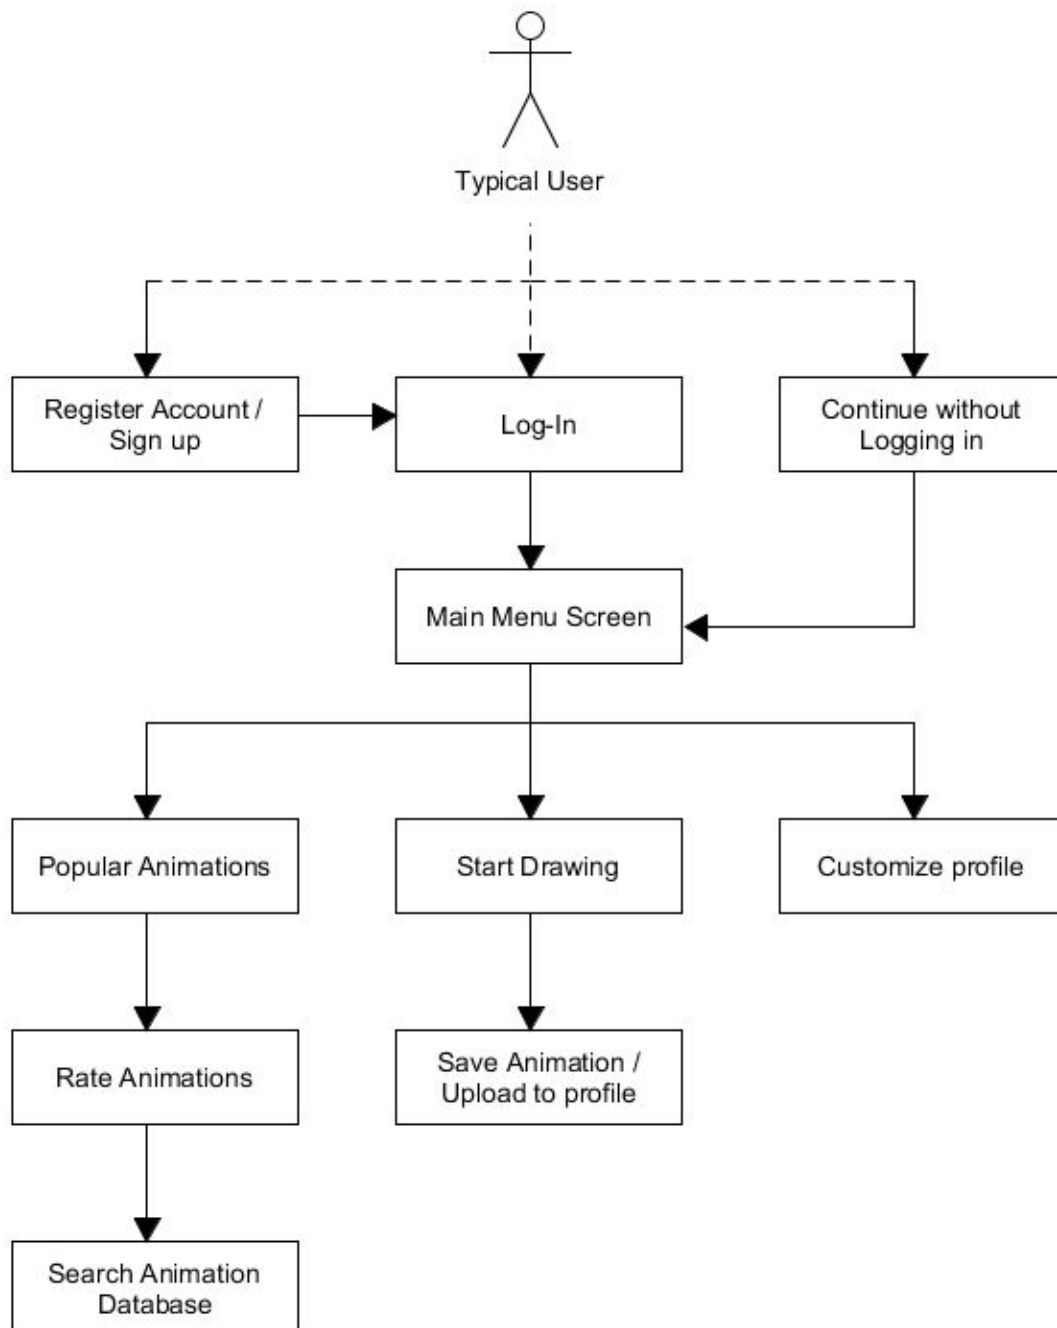 Typical User
Register Account /
Sign up
Log-In
Continue without
Logging in
Main Menu Screen
Popular Animations
Start Drawing
Customize profile
Rate Animations
Save Animation /
Upload to profile
Search Animation
Database